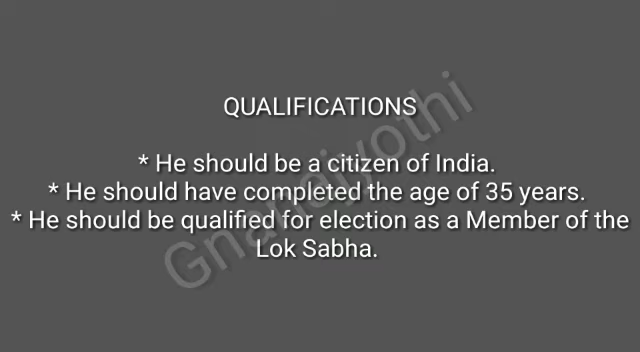 QUALIFICATIONS
* He should be a citizen of India.
* He should have completed the age of 35 years.
* He should be qualified for election as a Member of the
Lok Sabha.
Gnanajyothi